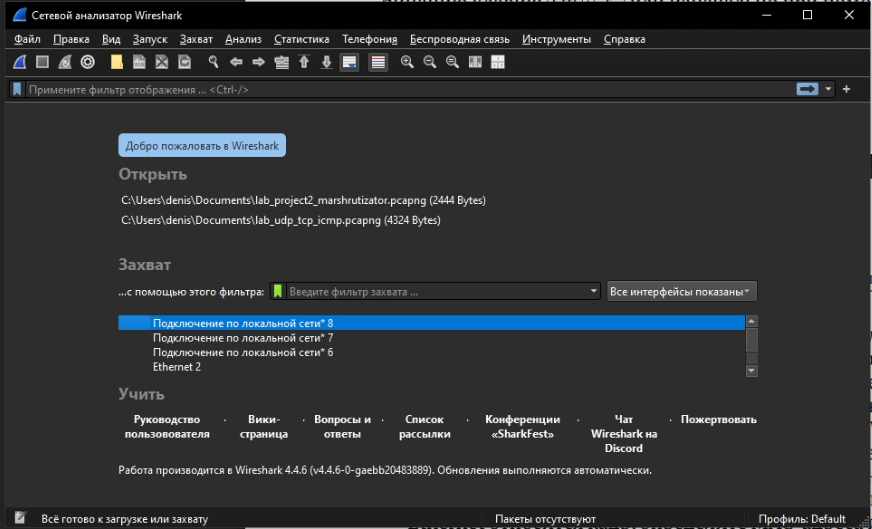 Сетевой анализатор Wireshark
Файл Правка Вид Запуск Захват Анализ Статистика Телефония Беспроводная связь Инструменты Справка
Примените фильтр отображения ... <Ctrl-/>
Добро пожаловать в Wireshark
Открыть
C:\Users\denis\Documents\lab_project2_marshrutizator.pcapng (2444 Bytes)
C:\Users\denis\Documents\lab_udp_tcp_icmp.pcapng (4324 Bytes)
Захват
...с помощью этого фильтра: Введите фильтр захвата ... Все интерфейсы показаны
Подключение по локальной сети* 8
Подключение по локальной сети* 7
Подключение по локальной сети* 6
Ethernet 2
Учить
Руководство · Вики- · Вопросы и · Список · Конференции · Чат · Пожертвовать
пользователя страница ответы рассылки «SharkFest» Wireshark на
Discord
Работа производится в Wireshark 4.4.6 (v4.4.6-0-gaebb20483889). Обновления выполняются автоматически.
Всё готово к загрузке или захвату Пакеты отсутствуют Профиль: Default